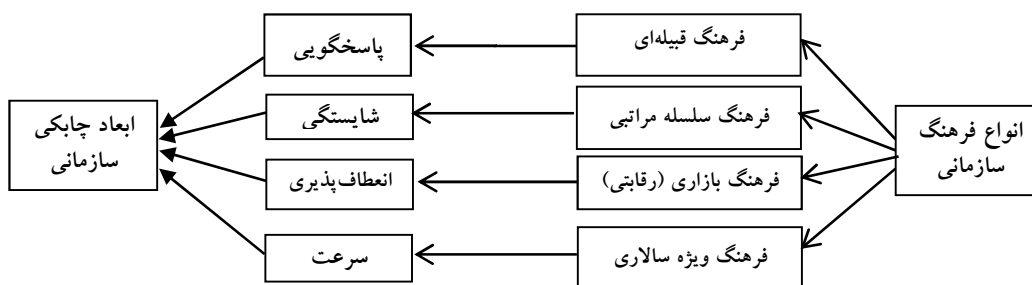 انواع فرهنگ
سازمانی
فرهنگ قبیله‌ای
فرهنگ سلسله مراتبی
فرهنگ بازاری (رقابتی)
فرهنگ ویژه سالاری
پاسخگویی
شایستگی
انعطاف‌پذیری
سرعت
ابعاد چابکی
سازمانی